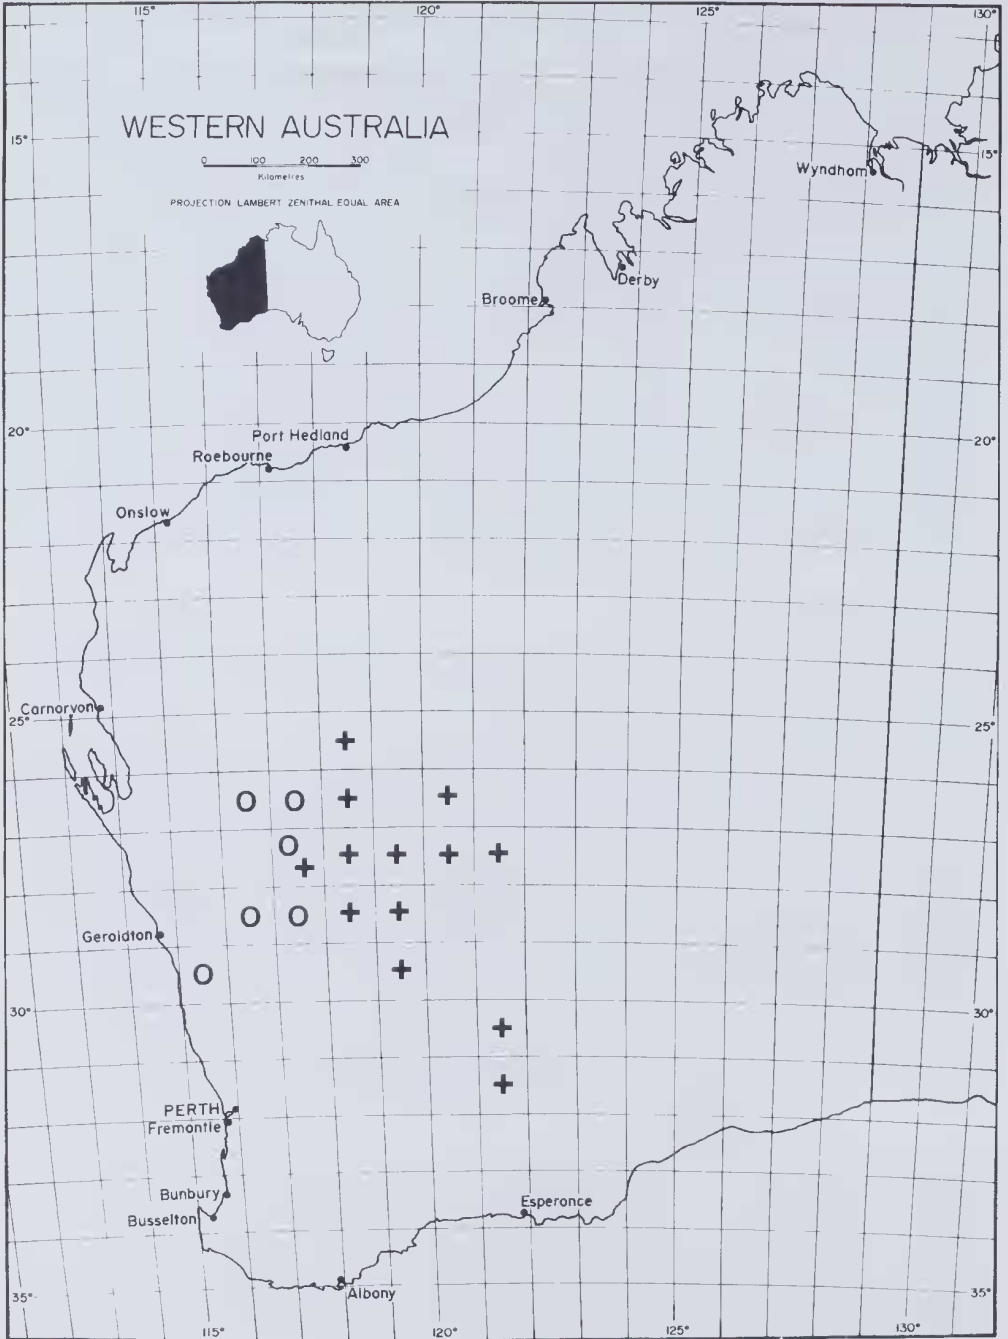 115°
120°
125°
130°
WESTERN AUSTRALIA
15°
15°
0 100 200 300
Kilometres
PROJECTION LAMBERT ZENITHAL EQUAL AREA
Wyndham
Derby
Broome
20°
Port Hedland
20°
Roebourne
Onslow
Carnarvon
25°
25°
O O
O
O O
Geraldton
O
30°
30°
PERTH
Fremantle
Bunbury
Busselton
Esperance
35°
Albany
35°
115°
120°
125°
130°